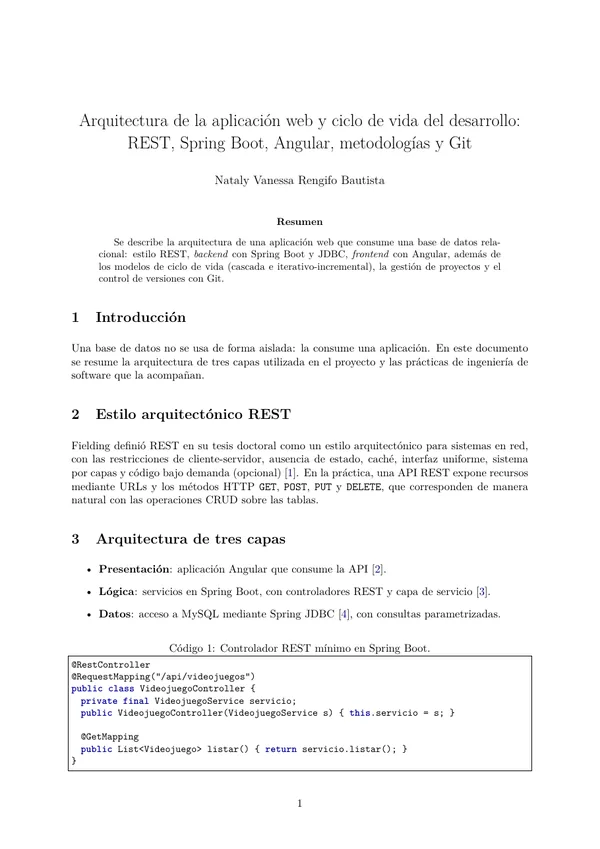 Arquitectura de la aplicación web y ciclo de vida del desarrollo:
REST, Spring Boot, Angular, metodologías y Git
Nataly Vanessa Rengifo Bautista
Resumen
Se describe la arquitectura de una aplicación web que consume una base de datos rela-
cional: estilo REST, backend con Spring Boot y JDBC, frontend con Angular, además de
los modelos de ciclo de vida (cascada e iterativo-incremental), la gestión de proyectos y el
control de versiones con Git.
1 Introducción
Una base de datos no se usa de forma aislada: la consume una aplicación. En este documento
se resume la arquitectura de tres capas utilizada en el proyecto y las prácticas de ingeniería de
software que la acompañan.
2 Estilo arquitectónico REST
Fielding definió REST en su tesis doctoral como un estilo arquitectónico para sistemas en red,
con las restricciones de cliente-servidor, ausencia de estado, caché, interfaz uniforme, sistema
por capas y código bajo demanda (opcional) [1]. En la práctica, una API REST expone recursos
mediante URLs y los métodos HTTP GET, POST, PUT y DELETE, que corresponden de manera
natural con las operaciones CRUD sobre las tablas.
3 Arquitectura de tres capas
• Presentación: aplicación Angular que consume la API [2].
• Lógica: servicios en Spring Boot, con controladores REST y capa de servicio [3].
• Datos: acceso a MySQL mediante Spring JDBC [4], con consultas parametrizadas.
Código 1: Controlador REST mínimo en Spring Boot.
@RestController
@RequestMapping("/api/videojuegos")
public class VideojuegoController {
  private final VideojuegoService servicio;
  public VideojuegoController(VideojuegoService s) { this.servicio = s; }
  @GetMapping
  public List<Videojuego> listar() { return servicio.listar(); }
}
1